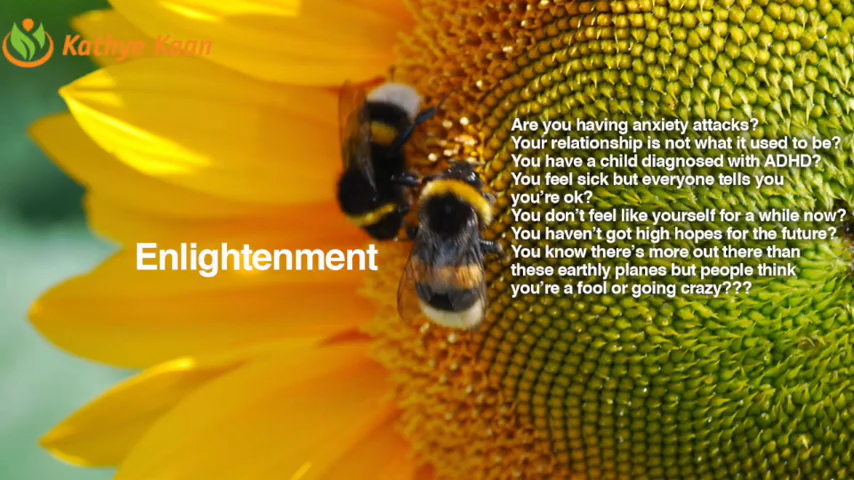 Kathye Kaan
Are you having anxiety attacks?
Your relationship is not what it used to be?
You have a child diagnosed with ADHD?
You feel sick but everyone tells you
you're ok?
You don't feel like yourself for a while now?
You haven't got high hopes for the future?
You know there's more out there than
these earthly planes but people think
you're a fool or going crazy???
Enlightenment